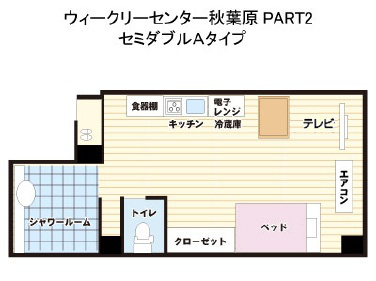 ウィークリーセンター秋葉原 PART2
セミダブルAタイプ
食器棚
電子
レンジ
キッチン
冷蔵庫
テレビ
エアコン
シャワールーム
トイレ
クローゼット
ベッド